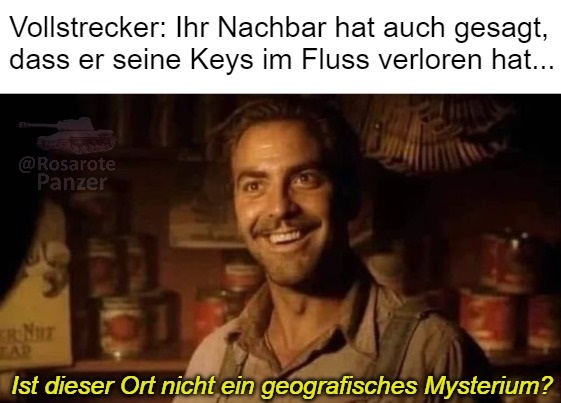 Vollstrecker: Ihr Nachbar hat auch gesagt,
dass er seine Keys im Fluss verloren hat...
@Rosarote
Panzer
Ist dieser Ort nicht ein geografisches Mysterium?